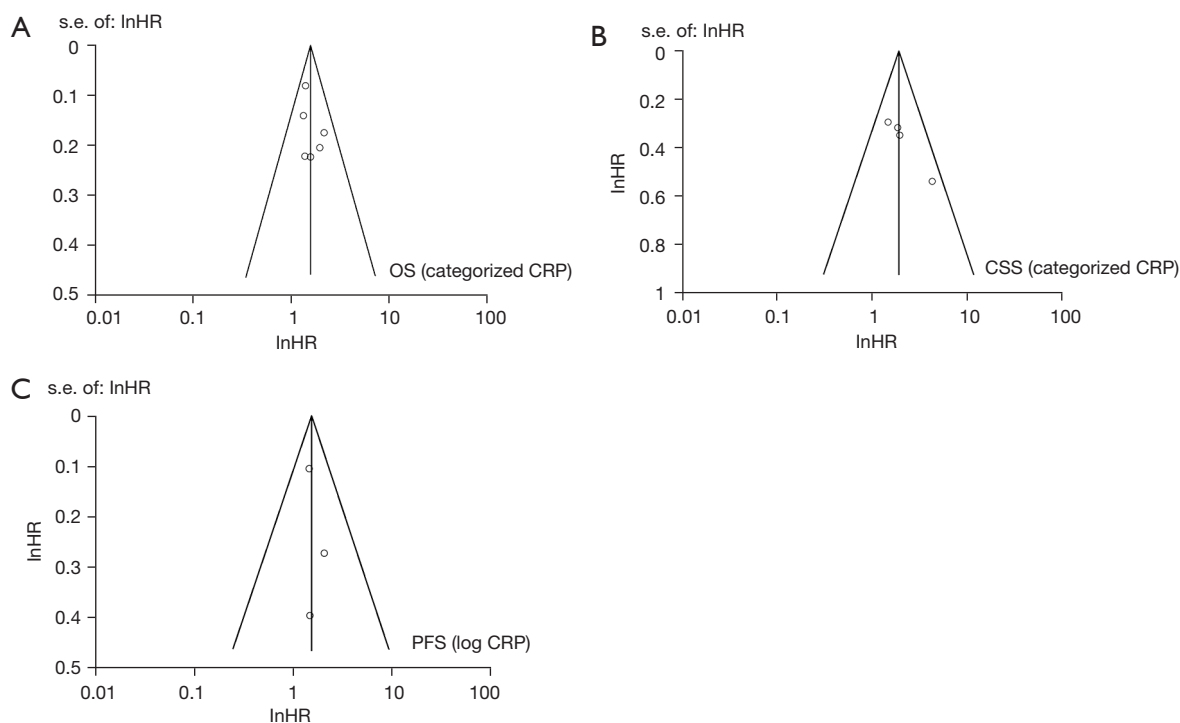 A
s.e. of: lnHR
0
0.1
0.2
0.3
0.4
0.5
OS (categorized CRP)
0.01 0.1 1 10 100
lnHR
B
s.e. of: lnHR
0
0.2
0.4
0.6
0.8
1
lnHR
CSS (categorized CRP)
0.01 0.1 1 10 100
lnHR
C
s.e. of: lnHR
0
0.1
0.2
0.3
0.4
0.5
lnHR
PFS (log CRP)
0.01 0.1 1 10 100
lnHR